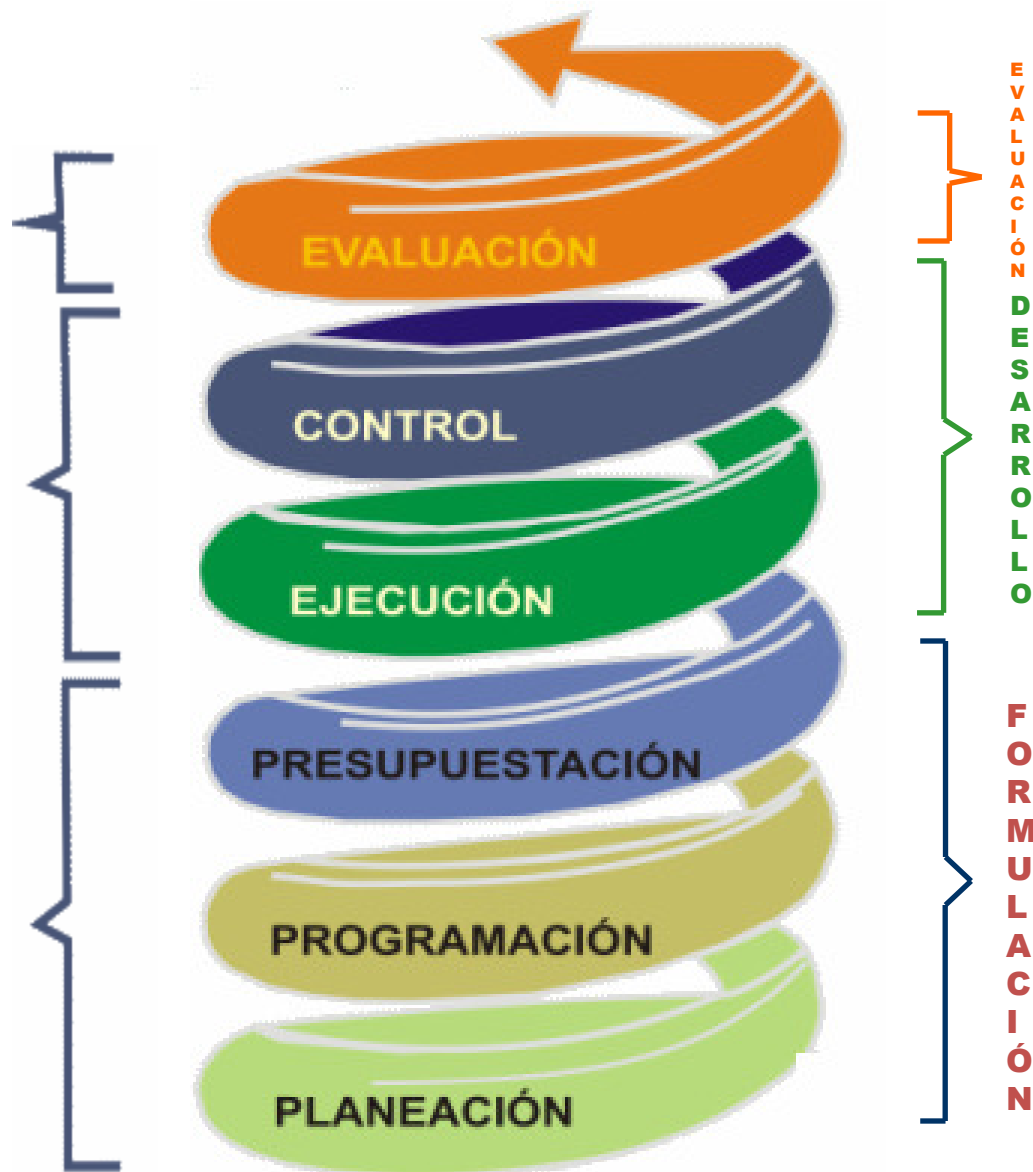 EVALUACIÓN
CONTROL
EJECUCIÓN
PRESUPUESTACIÓN
PROGRAMACIÓN
PLANEACIÓN
EVALUACIÓN
DESARROLLO
FORMULACIÓN